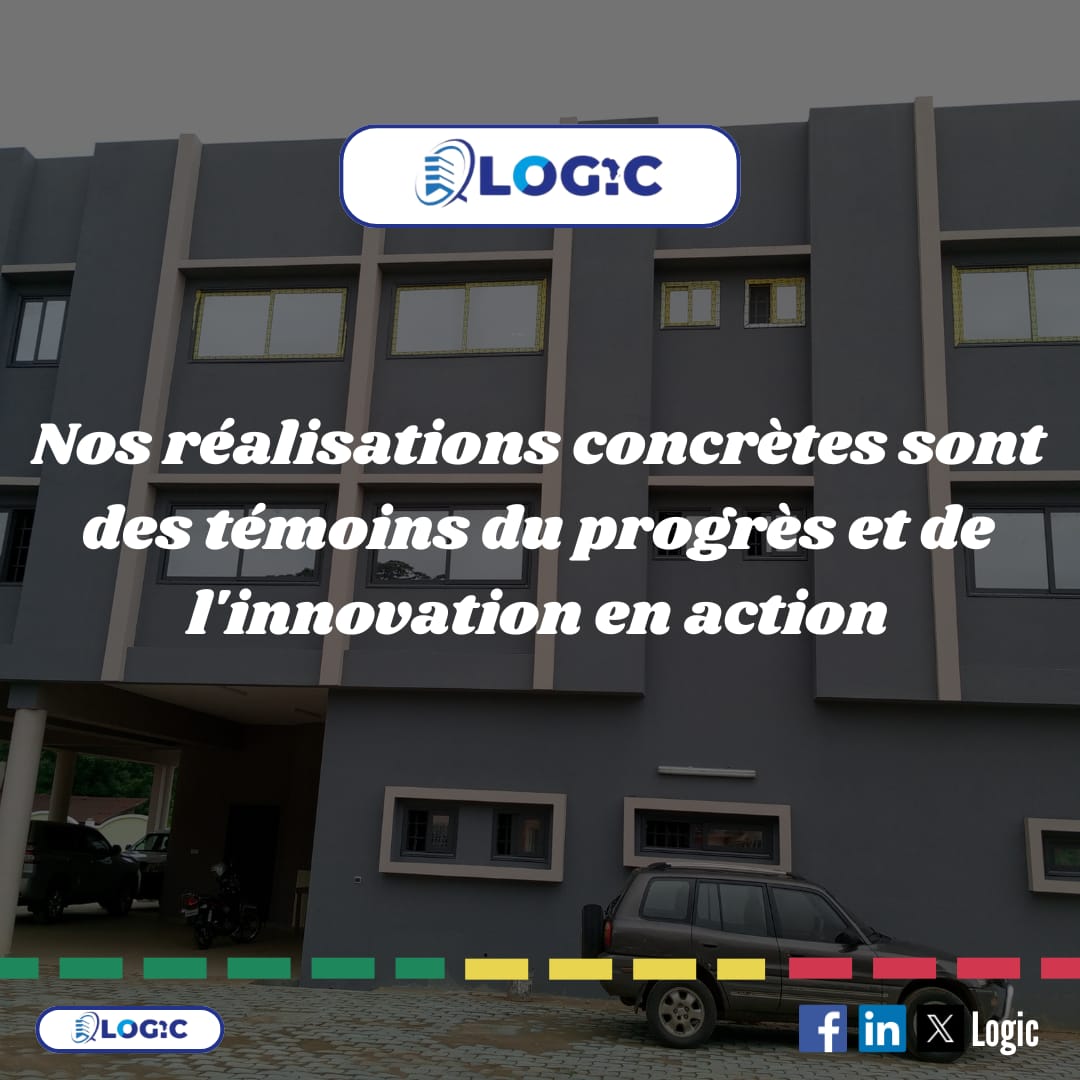 LOGIC
Nos réalisations concrètes sont
des témoins du progrès et de
l'innovation en action
LOGIC
Logic